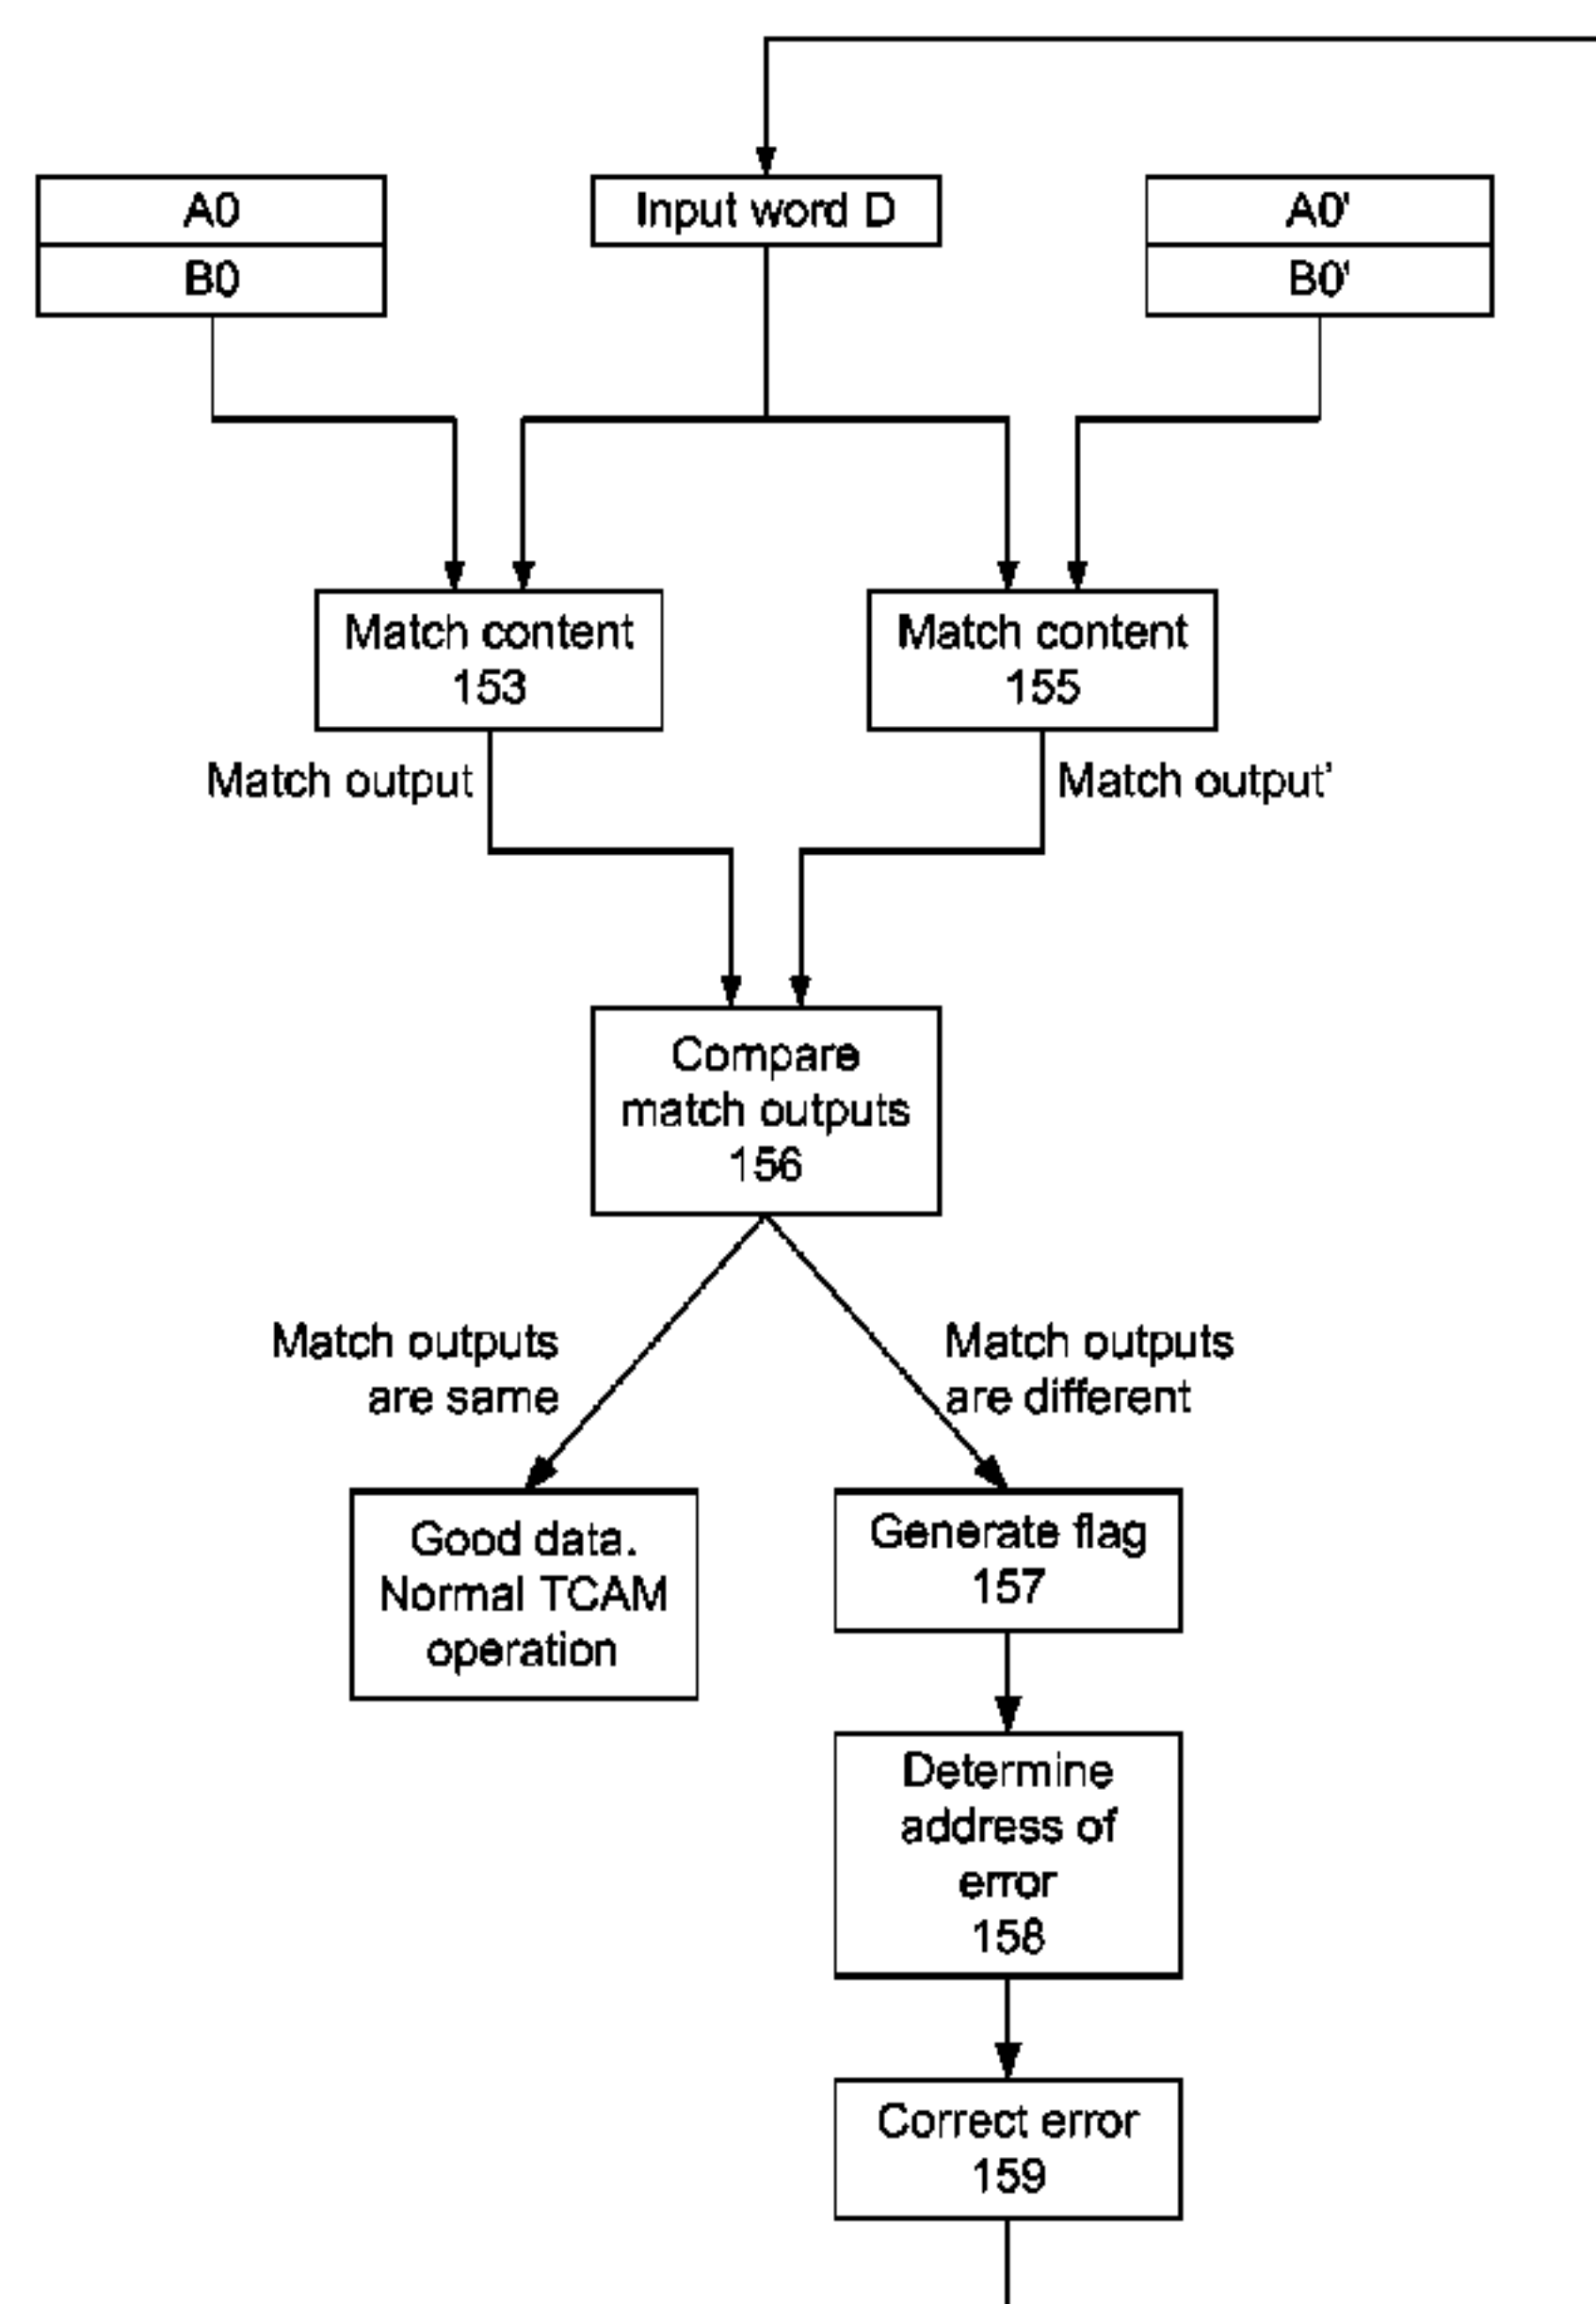 A0
B0
Input word D
A0'
B0'
Match content
153
Match content
155
Match output
Match output'
Compare
match outputs
156
Match outputs
are same
Match outputs
are different
Good data.
Normal TCAM
operation
Generate flag
157
Determine
address of
error
158
Correct error
159